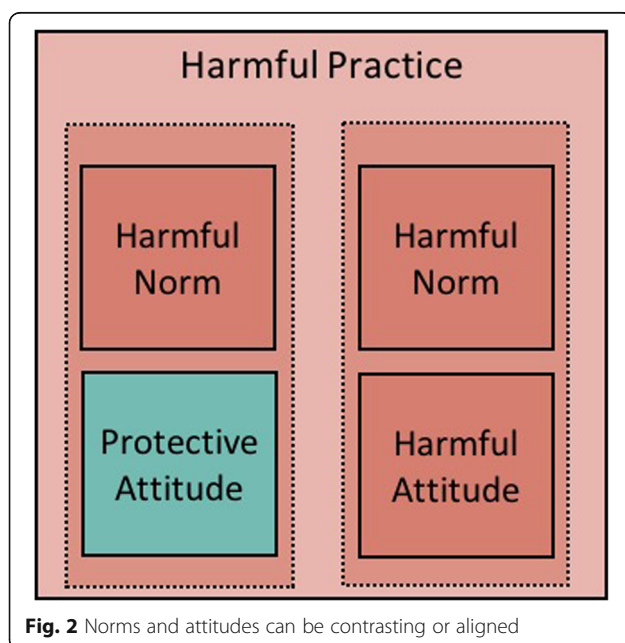 Harmful Practice
Harmful
Norm
Protective
Attitude
Harmful
Norm
Harmful
Attitude
Fig. 2 Norms and attitudes can be contrasting or aligned